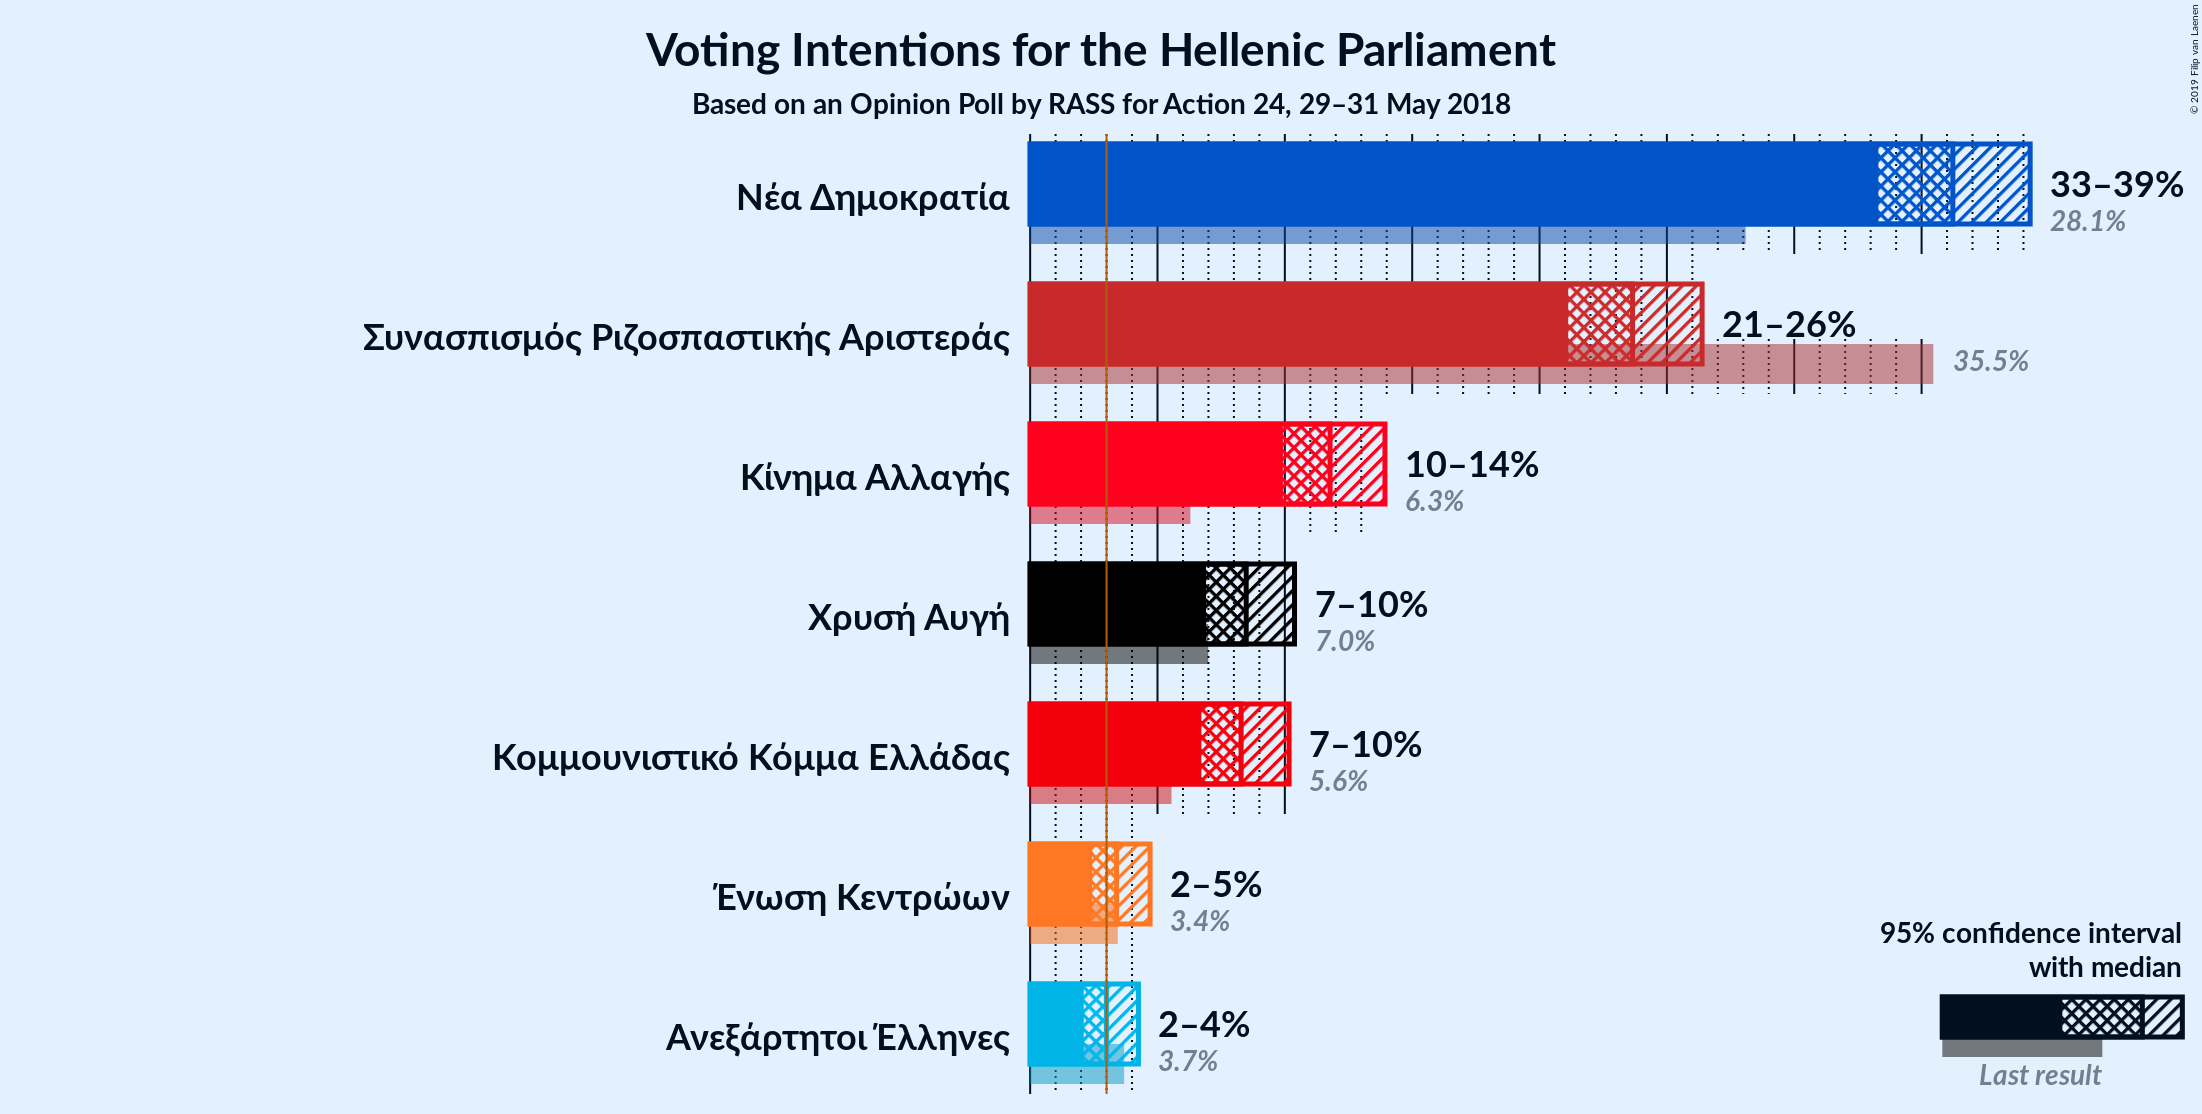 Voting Intentions for the Hellenic Parliament
Based on an Opinion Poll by RASS for Action 24, 29–31 May 2018
© 2019 Filip van Laenen
Νέα Δημοκρατία
33–39%
28.1%
Συνασπισμός Ριζοσπαστικής Αριστεράς
21–26%
35.5%
Κίνημα Αλλαγής
10–14%
6.3%
Χρυσή Αυγή
7–10%
7.0%
Κομμουνιστικό Κόμμα Ελλάδας
7–10%
5.6%
Ένωση Κεντρώων
2–5%
3.4%
Ανεξάρτητοι Έλληνες
2–4%
3.7%
95% confidence interval
with median
Last result